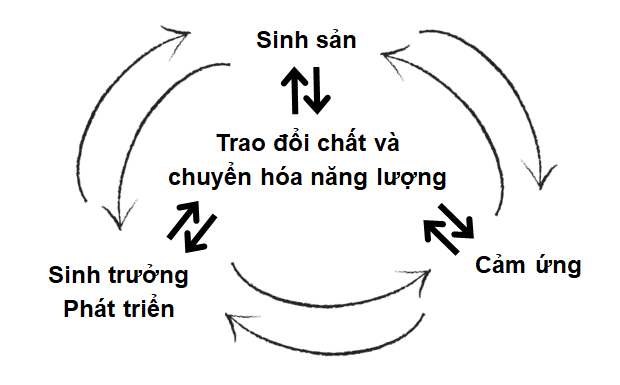 Sinh sản
Trao đổi chất và
chuyển hóa năng lượng
Sinh trưởng
Phát triển
Cảm ứng